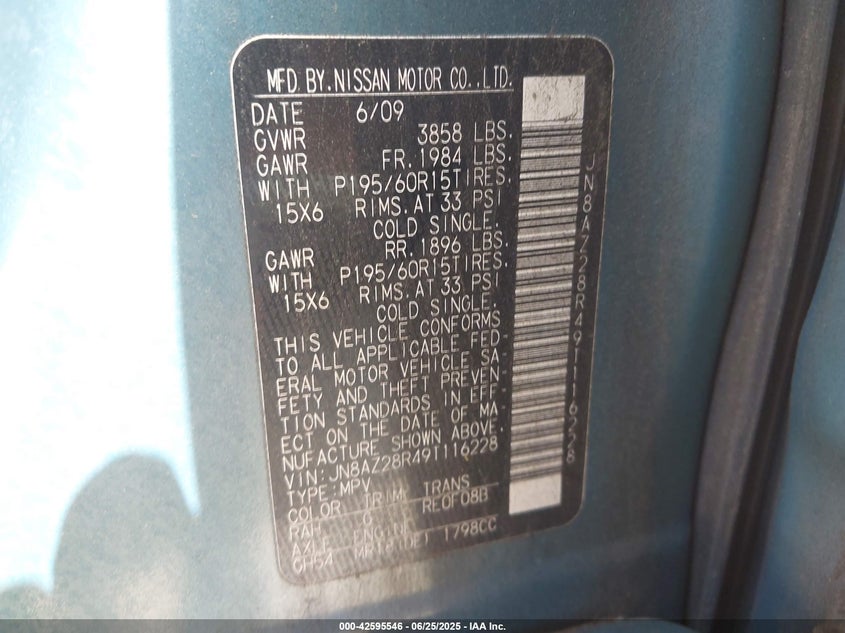 MFD BY.NISSAN MOTOR CO.,LTD.
DATE 6/09
GVWR 3858 LBS.
GAWR FR. 1984 LBS.
WITH P195/60R15TIRES.
15X6 RIMS.AT 33 PSI
COLD SINGLE.
GAWR RR. 1896 LBS.
WITH P195/60R15TIRES.
15X6 RIMS.AT 33 PSI
COLD SINGLE.
THIS VEHICLE CONFORMS
TO ALL APPLICABLE FED-
ERAL MOTOR VEHICLE SA-
FETY AND THEFT PREVEN-
TION STANDARDS IN EFF-
ECT ON THE DATE OF MA-
NUFACTURE SHOWN ABOVE.
VIN:JN8AZ28R49T116228
TYPE:MPV
COLOR TRIM TRANS
RAH G RE0F08B
AXLE ENGINE
GH54 MR18(DE) 1798CC
JN8AZ28R49T116228
000-42595546 - 06/25/2025 - IAA Inc.